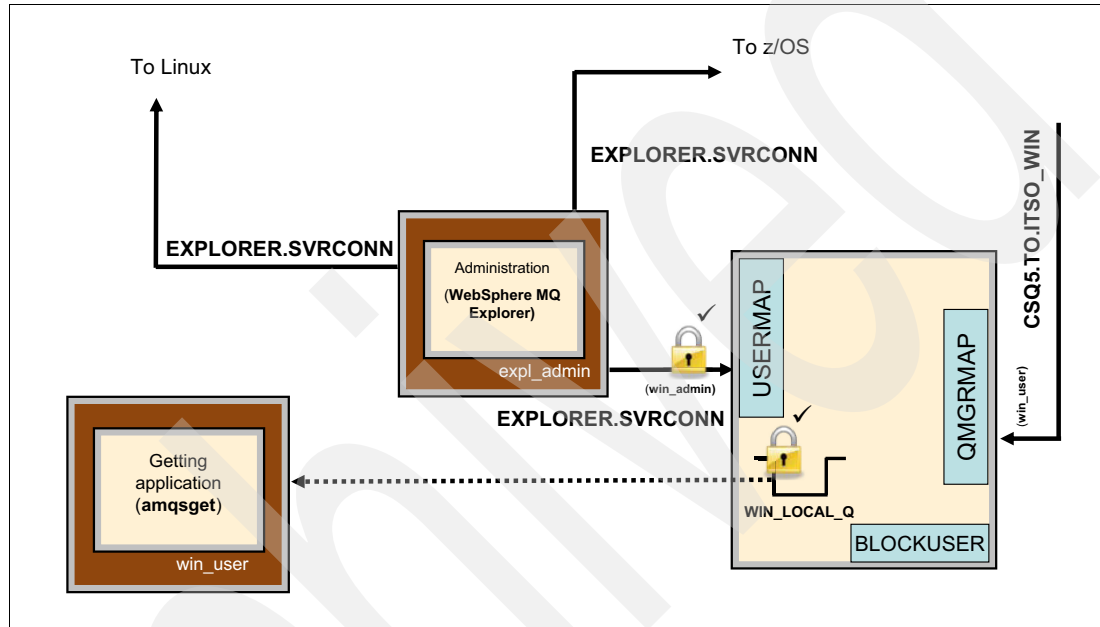 To Linux
To z/OS
EXPLORER.SVRCONN
EXPLORER.SVRCONN
Administration
(WebSphere MQ
Explorer)
expl_admin
(win_admin)
EXPLORER.SVRCONN
USERMAP
QMGRMAP
CSQ5.TO.ITSO_WIN
(win_user)
WIN_LOCAL_Q
BLOCKUSER
Getting
application
(amqsget)
win_user